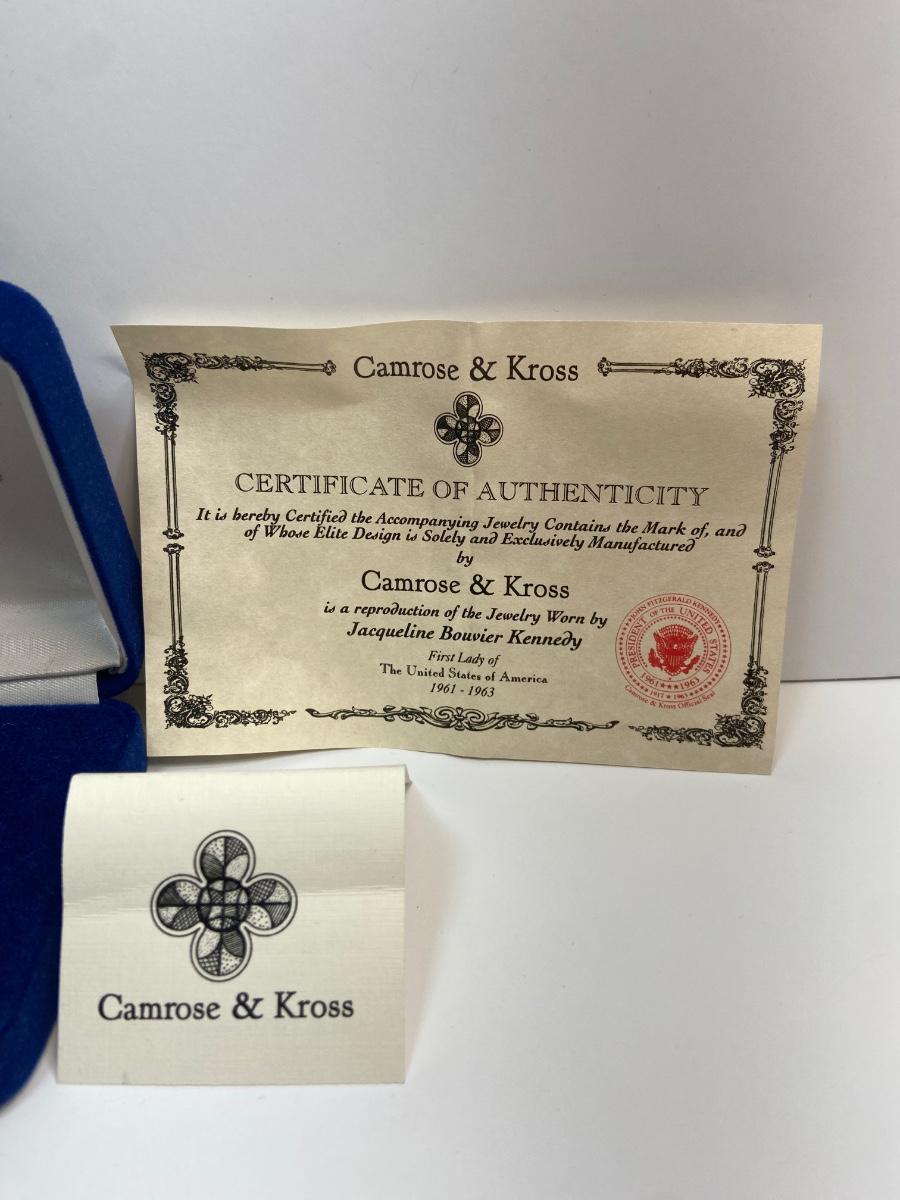 Camrose & Kross
CERTIFICATE OF AUTHENTICITY
It is hereby Certified the Accompanying Jewelry Contains the Mark of, and
of Whose Elite Design is Solely and Exclusively Manufactured
by
Camrose & Kross
is a reproduction of the Jewelry Worn by
Jacqueline Bouvier Kennedy
First Lady of
The United States of America
1961 - 1963
JOHN FITZGERALD KENNEDY
PRESIDENT OF THE UNITED STATES
1961★★★1963
1917 ★ 1963
Camrose & Kross Official Seal
Camrose & Kross